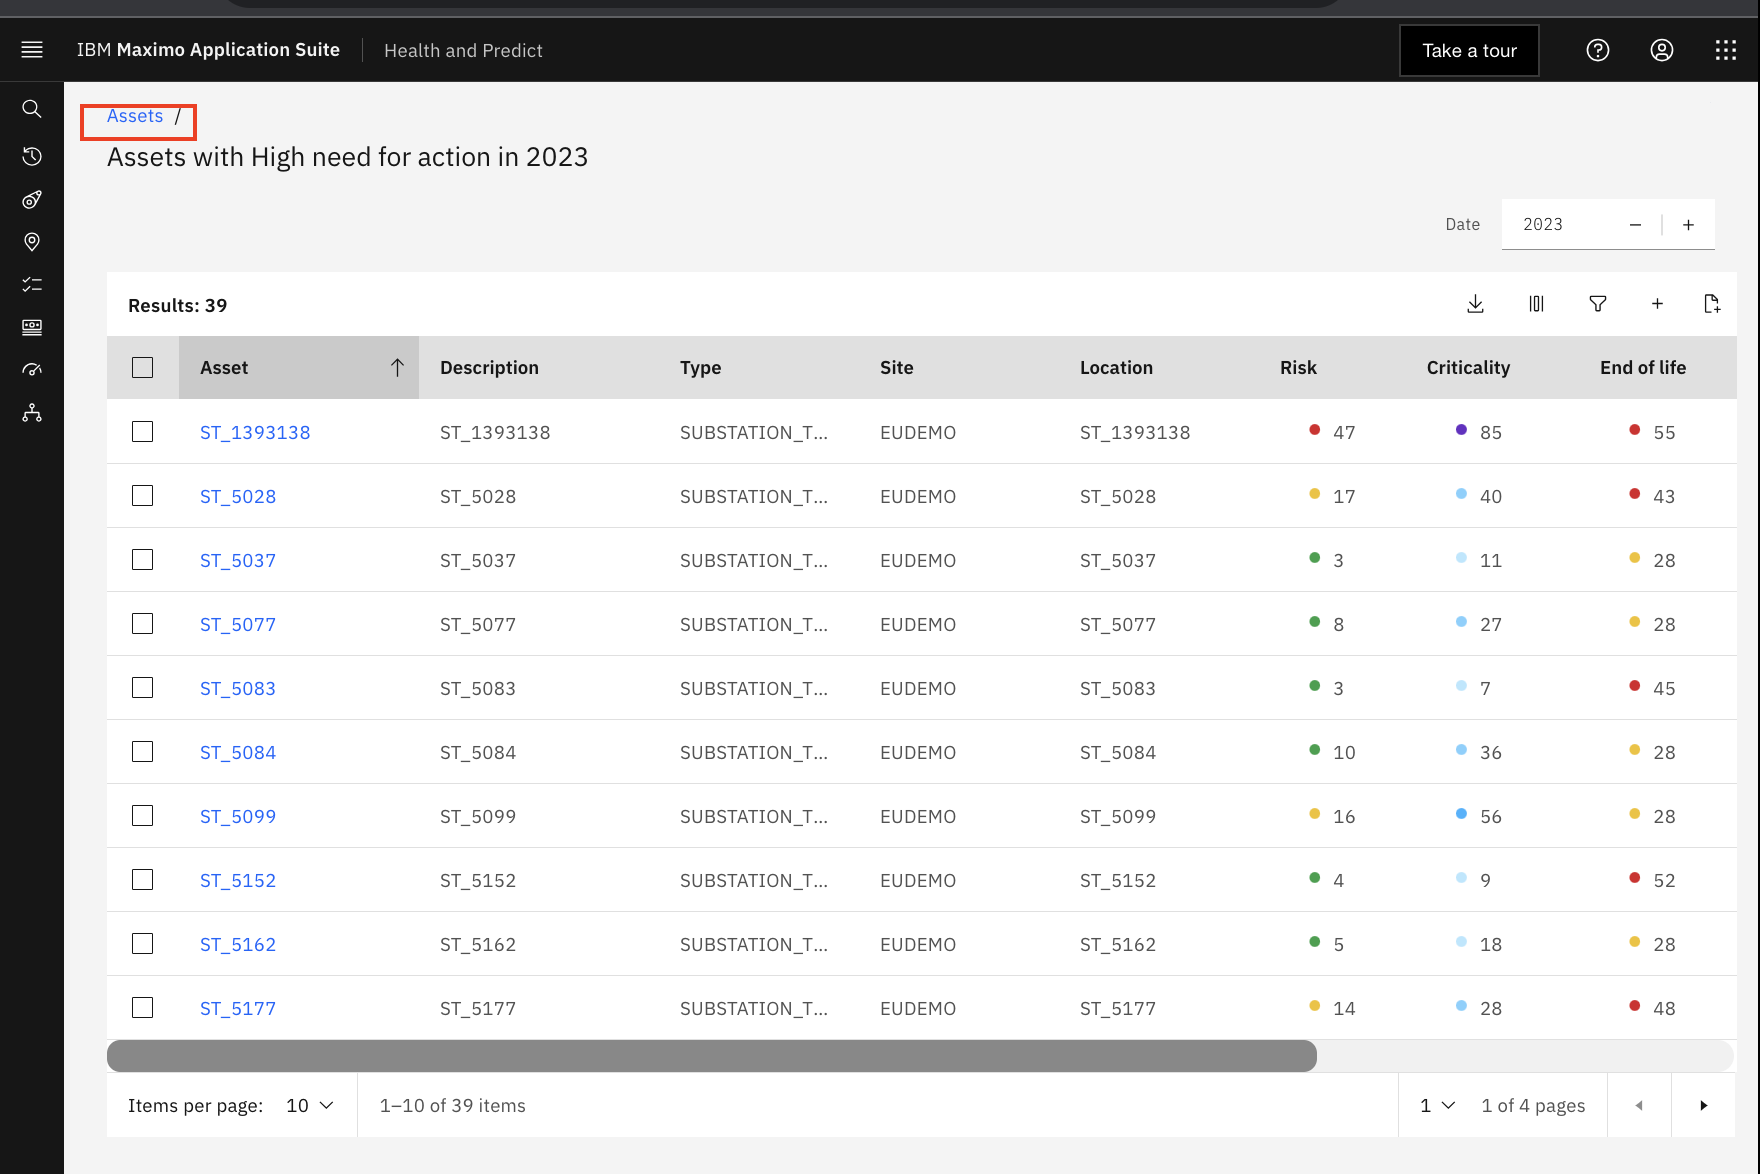 IBM Maximo Application Suite Health and Predict Take a tour
Assets /
Assets with High need for action in 2023
Date 2023
Results: 39
Asset Description Type Site Location Risk Criticality End of life
ST_1393138 ST_1393138 SUBSTATION_T... EUDEMO ST_1393138 47 85 55
ST_5028 ST_5028 SUBSTATION_T... EUDEMO ST_5028 17 40 43
ST_5037 ST_5037 SUBSTATION_T... EUDEMO ST_5037 3 11 28
ST_5077 ST_5077 SUBSTATION_T... EUDEMO ST_5077 8 27 28
ST_5083 ST_5083 SUBSTATION_T... EUDEMO ST_5083 3 7 45
ST_5084 ST_5084 SUBSTATION_T... EUDEMO ST_5084 10 36 28
ST_5099 ST_5099 SUBSTATION_T... EUDEMO ST_5099 16 56 28
ST_5152 ST_5152 SUBSTATION_T... EUDEMO ST_5152 4 9 52
ST_5162 ST_5162 SUBSTATION_T... EUDEMO ST_5162 5 18 28
ST_5177 ST_5177 SUBSTATION_T... EUDEMO ST_5177 14 28 48
Items per page: 10 1–10 of 39 items 1 1 of 4 pages